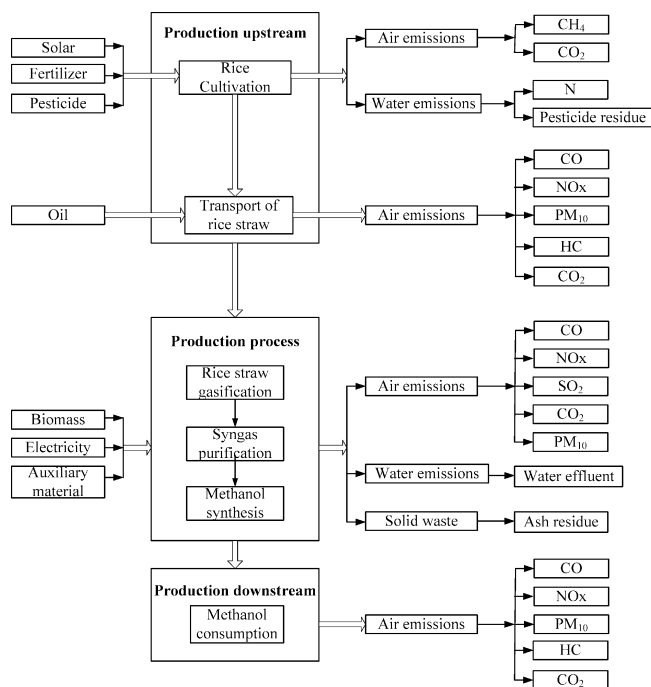 Production upstream
Solar
Fertilizer
Pesticide
Rice
Cultivation
Air emissions
CH4
CO2
Water emissions
N
Pesticide residue
Oil
Transport of
rice straw
Air emissions
CO
NOx
PM10
HC
CO2
Production process
Biomass
Electricity
Auxiliary
material
Rice straw
gasification
Syngas
purification
Methanol
synthesis
Air emissions
CO
NOx
SO2
CO2
PM10
Water emissions
Water effluent
Solid waste
Ash residue
Production downstream
Methanol
consumption
Air emissions
CO
NOx
PM10
HC
CO2